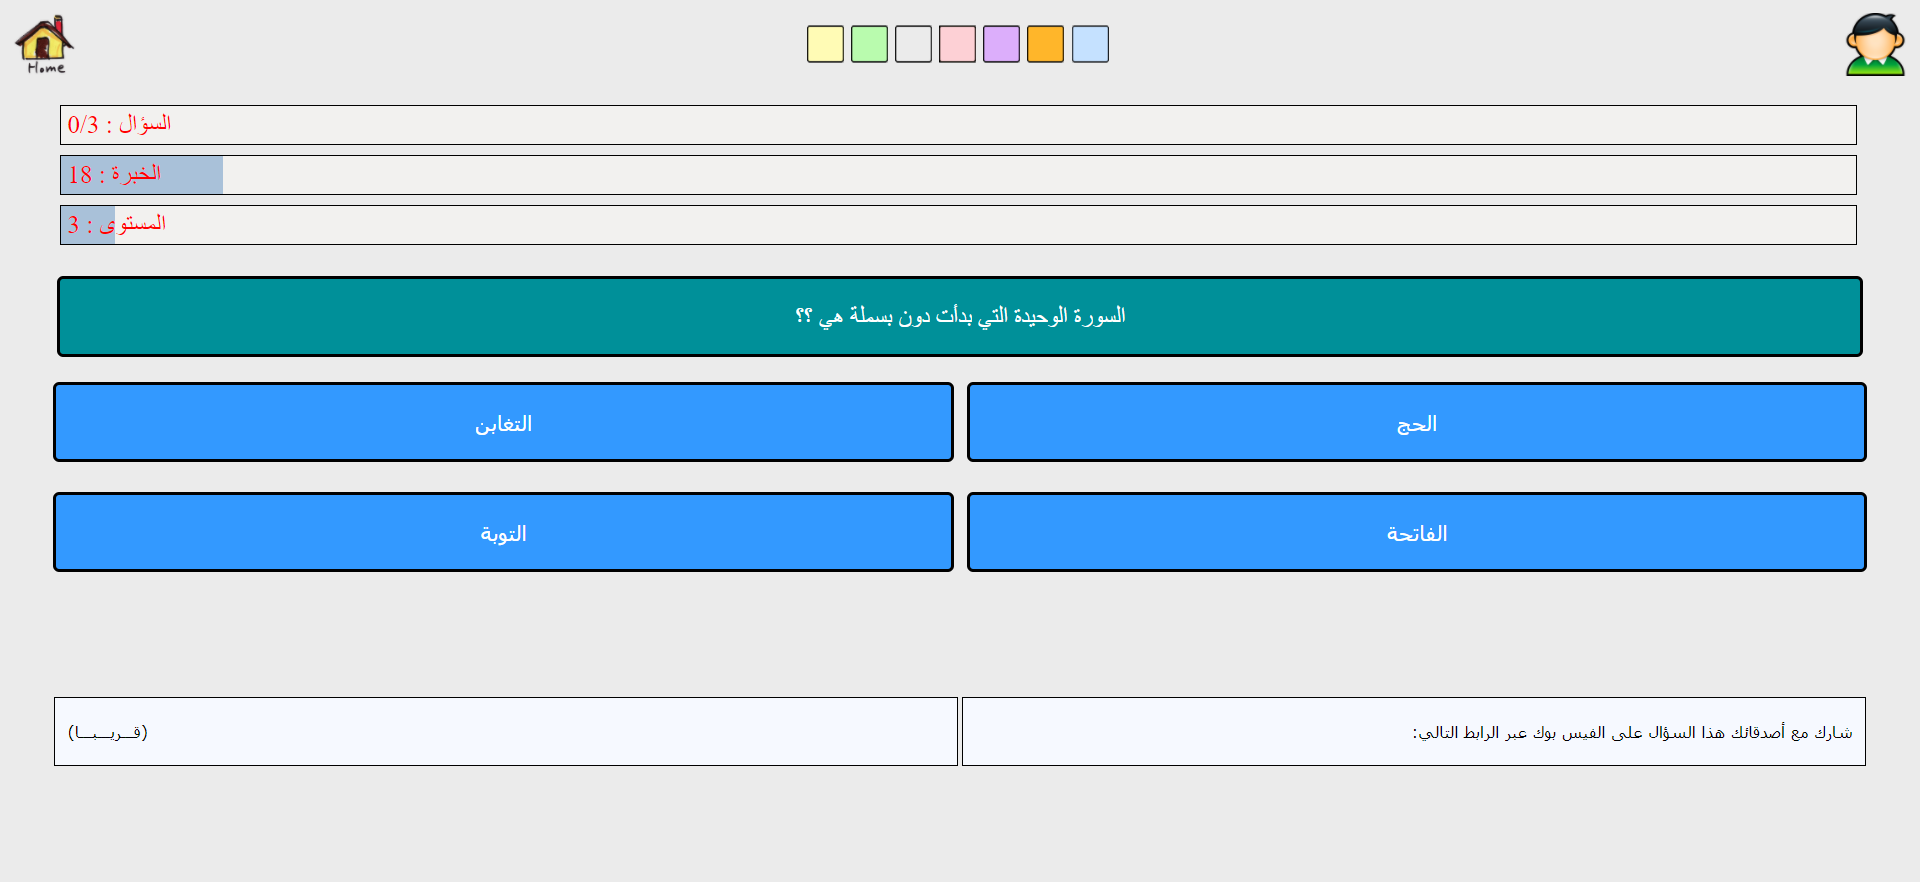 Home
السؤال : 0/3
الخبرة : 18
المستوى : 3
السورة الوحيدة التي بدأت دون بسملة هي ؟؟
الحج
التغابن
الفاتحة
التوبة
شارك مع أصدقائك هذا السؤال على الفيس بوك عبر الرابط التالي:
(قـــريـــبـــا)